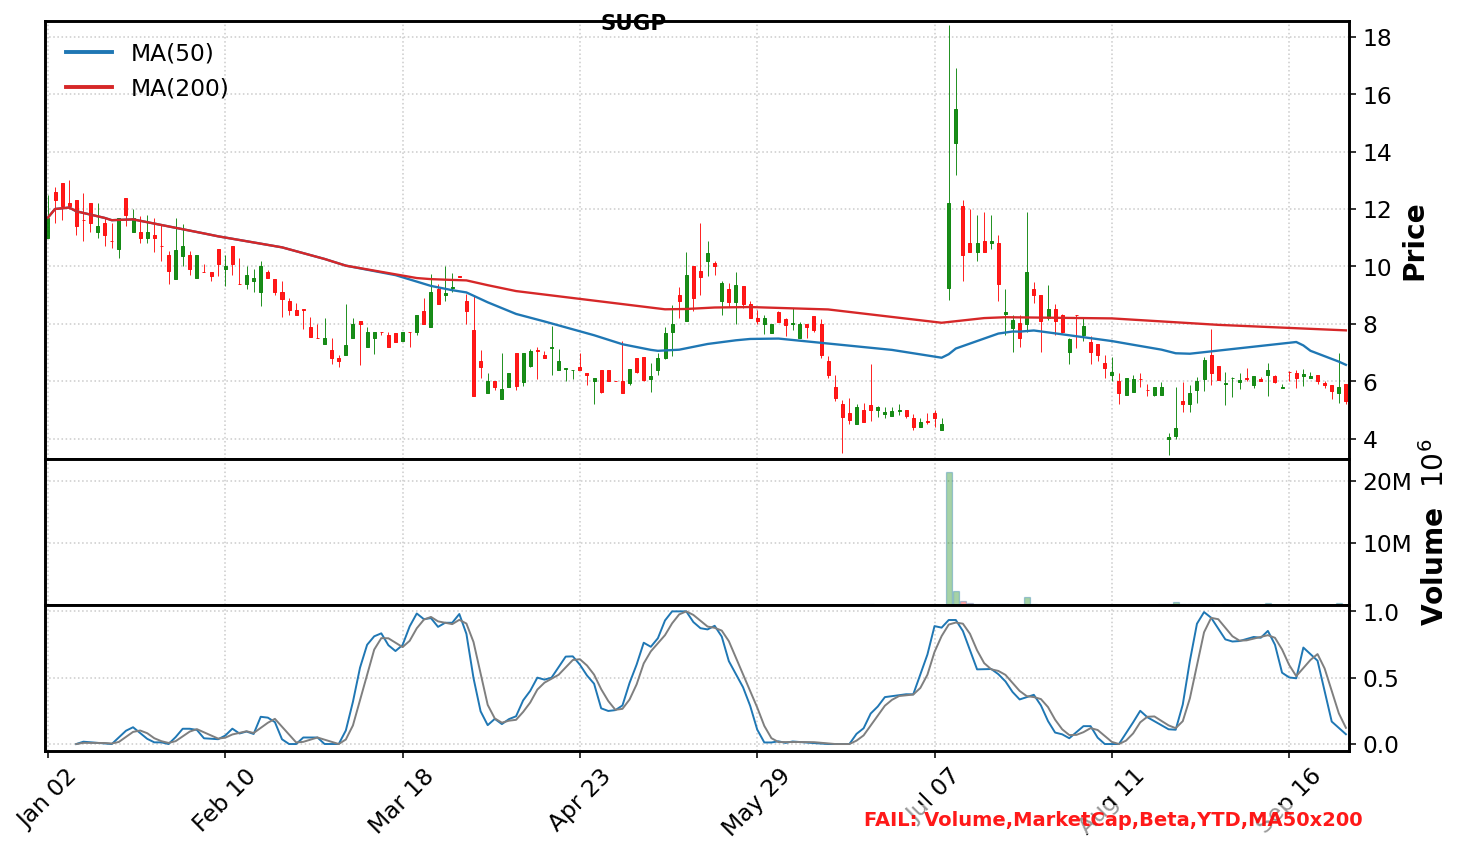 SUGP
MA(50)
MA(200)
18
16
14
12
10
8
6
4
Price
20M
10M
Volume 10^6
1.0
0.5
0.0
Jan 02
Feb 10
Mar 18
Apr 23
May 29
Jul 07
Aug 11
Sep 16
FAIL: Volume,MarketCap,Beta,YTD,MA50x200